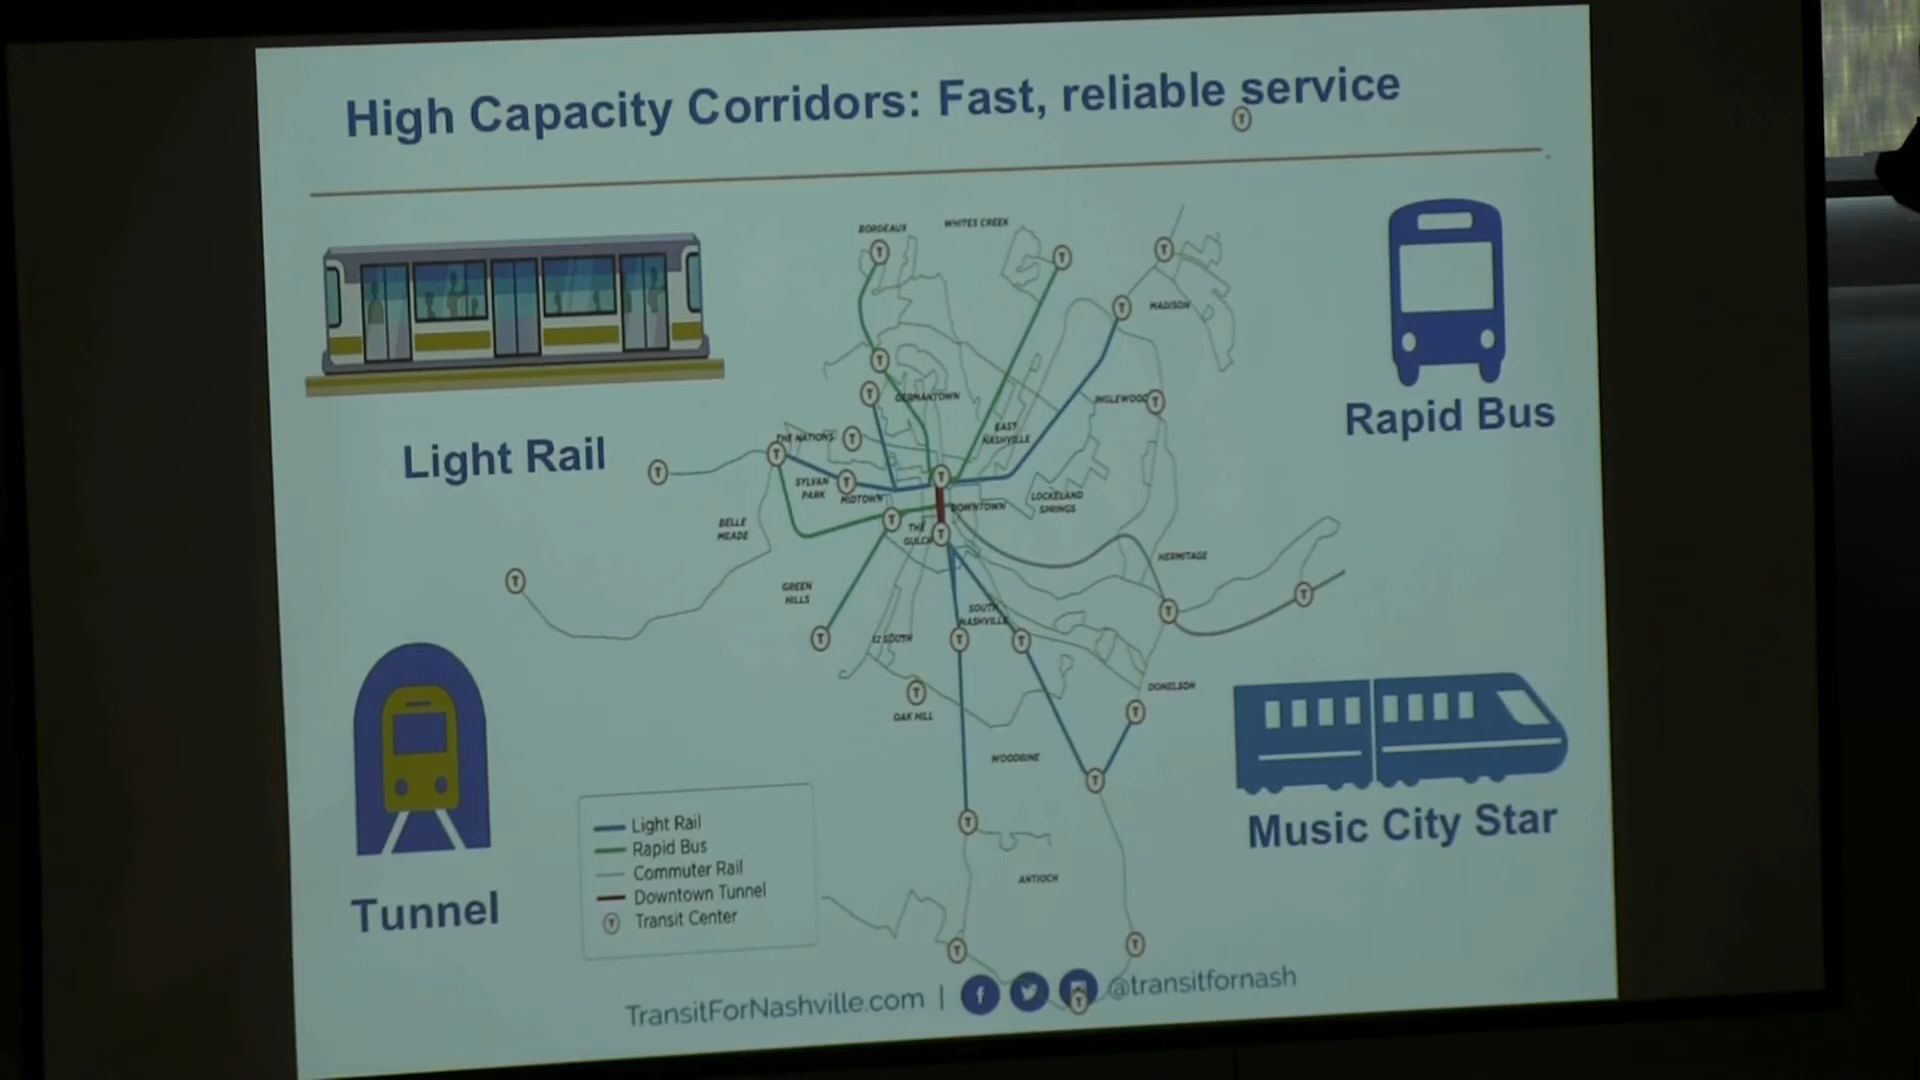 High Capacity Corridors: Fast, reliable service
T
BORDEAUX
WHITES CREEK
MADISON
Light Rail
Rapid Bus
GERMANTOWN
INGLEWOOD
THE NATIONS
EAST
NASHVILLE
SYLVAN
PARK
MIDTOWN
DOWNTOWN
LOCKELAND
SPRINGS
BELLE
MEADE
THE
GULCH
HERMITAGE
GREEN
HILLS
SOUTH
NASHVILLE
12 SOUTH
DONELSON
OAK HILL
WOODBINE
ANTIOCH
Tunnel
Music City Star
Light Rail
Rapid Bus
Commuter Rail
Downtown Tunnel
T Transit Center
TransitForNashville.com | f @transitfornash